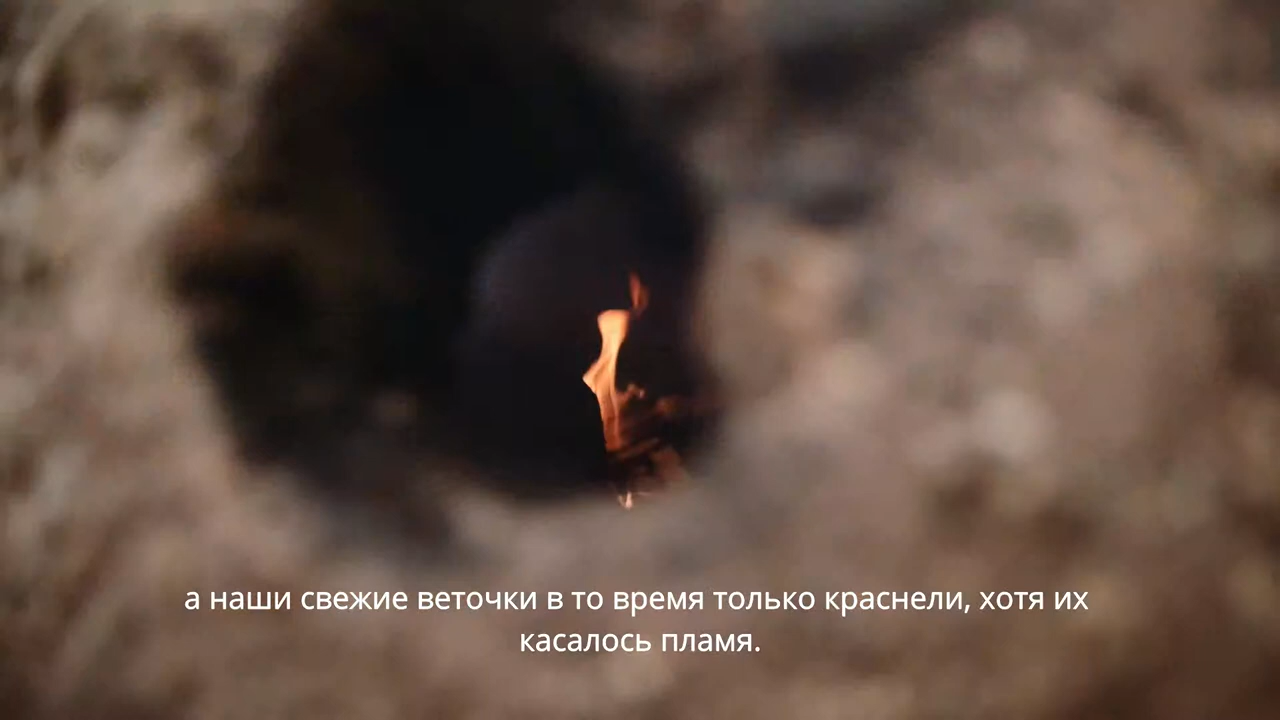 а наши свежие веточки в то время только краснели, хотя их
касалось пламя.